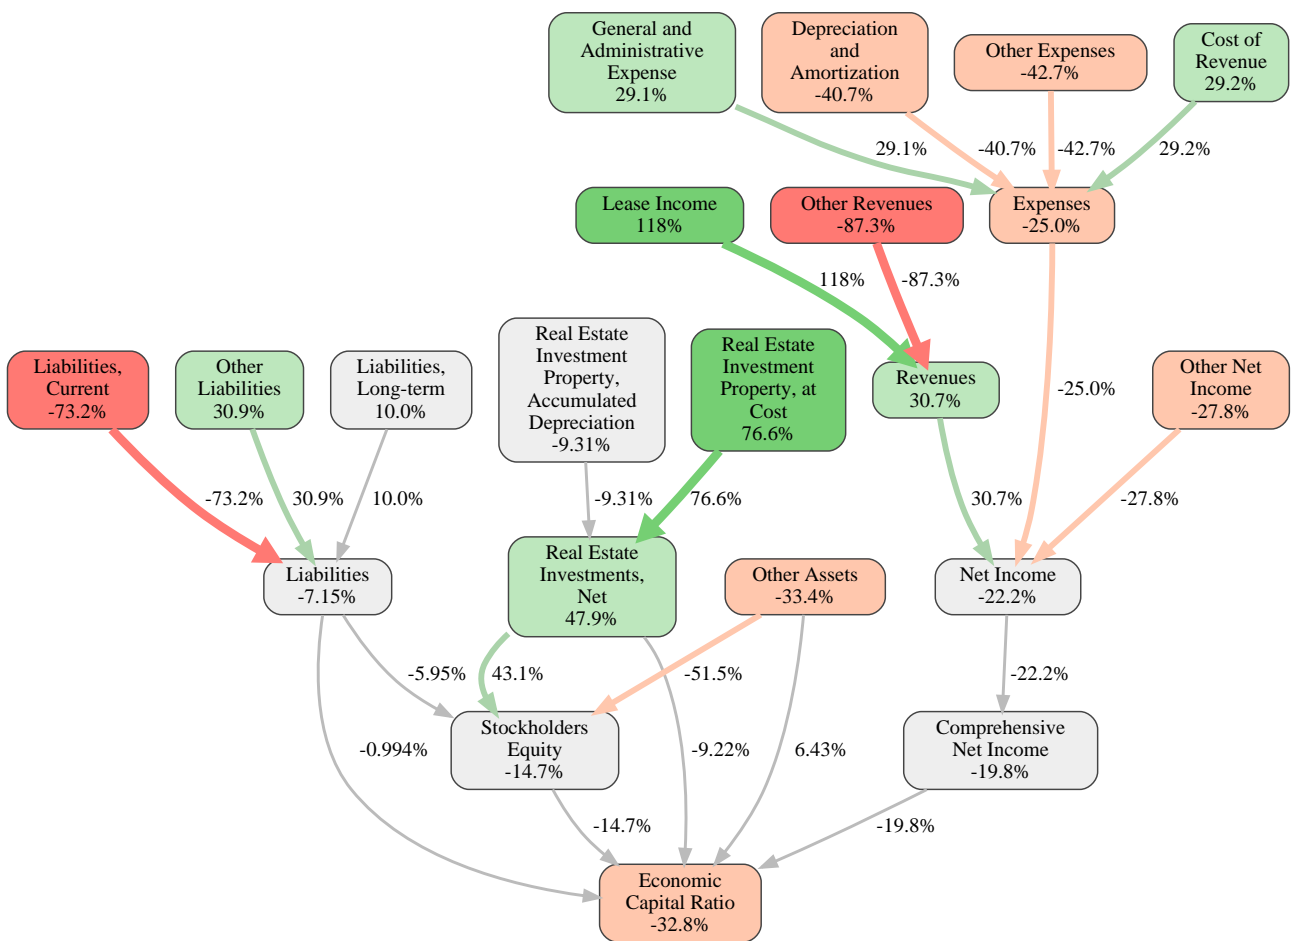 General and
Administrative
Expense
29.1%
Depreciation
and
Amortization
-40.7%
Other Expenses
-42.7%
Cost of
Revenue
29.2%
29.1%
-40.7%
-42.7%
29.2%
Lease Income
118%
Other Revenues
-87.3%
Expenses
-25.0%
118%
-87.3%
Liabilities,
Current
-73.2%
Other
Liabilities
30.9%
Liabilities,
Long-term
10.0%
Real Estate
Investment
Property,
Accumulated
Depreciation
-9.31%
Real Estate
Investment
Property, at
Cost
76.6%
Revenues
30.7%
-25.0%
Other Net
Income
-27.8%
-73.2%
30.9%
10.0%
-9.31%
76.6%
30.7%
-27.8%
Liabilities
-7.15%
Real Estate
Investments,
Net
47.9%
Other Assets
-33.4%
Net Income
-22.2%
-5.95%
43.1%
-51.5%
-22.2%
-0.994%
Stockholders
Equity
-14.7%
-9.22%
6.43%
Comprehensive
Net Income
-19.8%
-14.7%
-19.8%
Economic
Capital Ratio
-32.8%